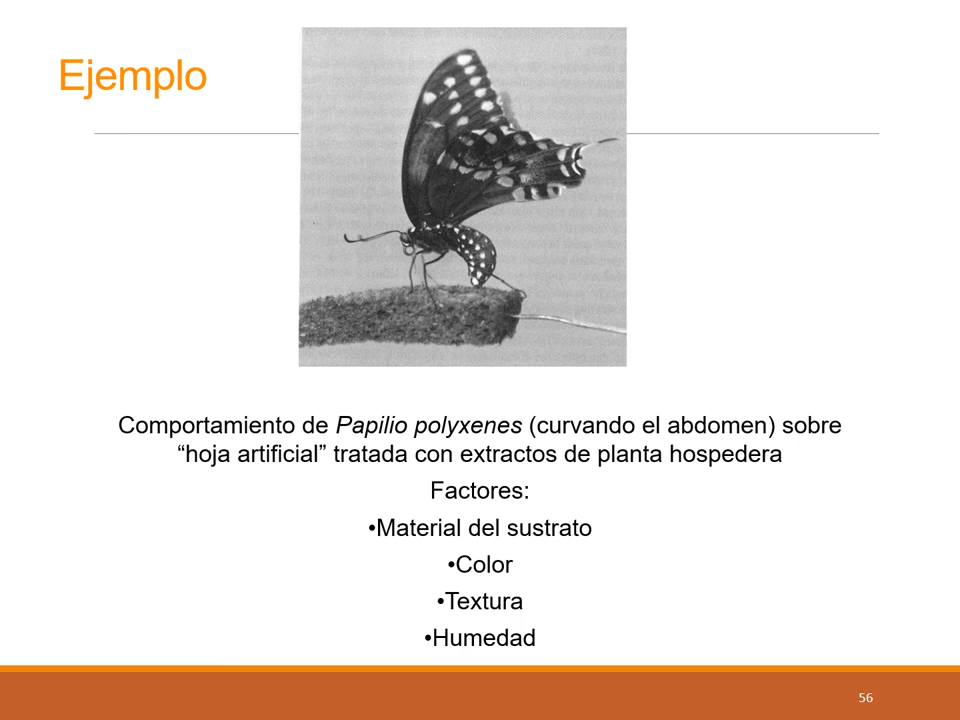 Ejemplo
Comportamiento de Papilio polyxenes (curvando el abdomen) sobre
“hoja artificial” tratada con extractos de planta hospedera
Factores:
•Material del sustrato
•Color
•Textura
•Humedad
56